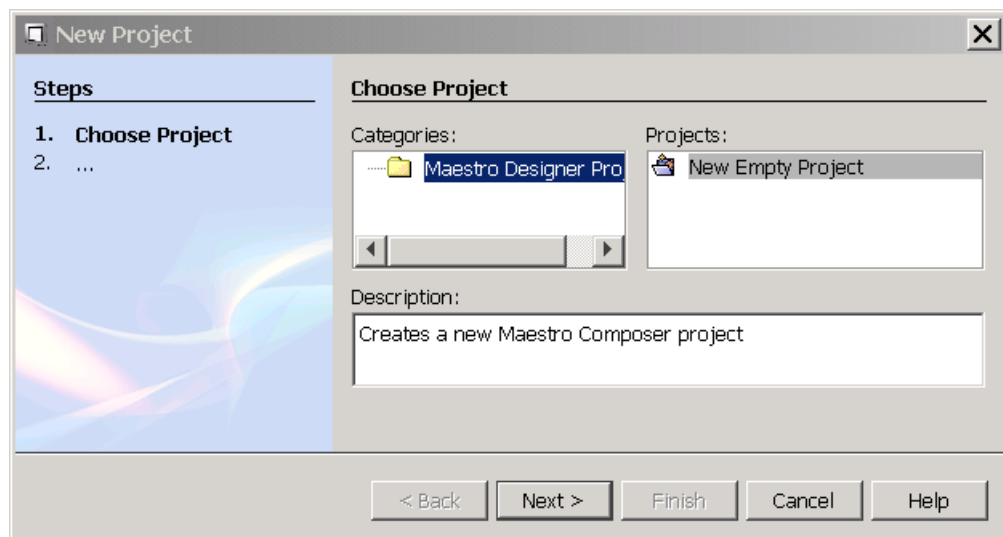 New Project
Steps
1. Choose Project
2. ...
Choose Project
Categories:
Maestro Designer Pro
Projects:
New Empty Project
Description:
Creates a new Maestro Composer project
< Back
Next >
Finish
Cancel
Help